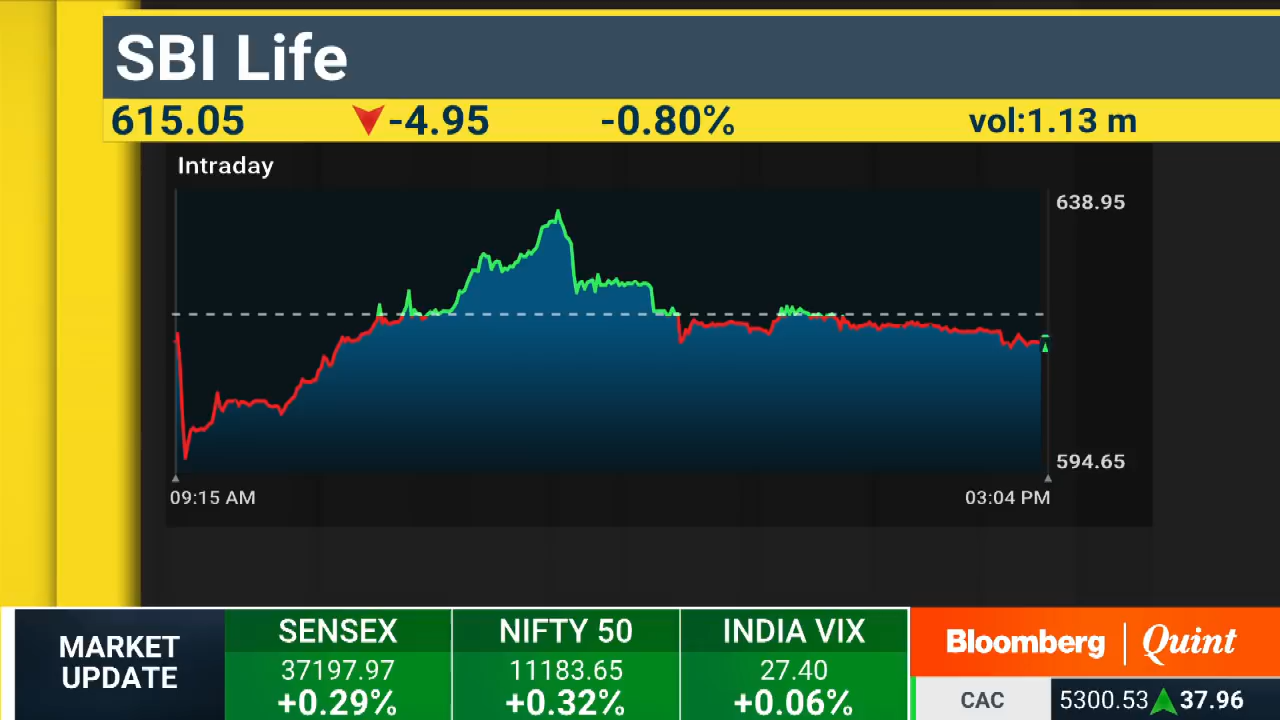 SBI Life
615.05 -4.95 -0.80% vol:1.13 m
Intraday
638.95
594.65
09:15 AM 03:04 PM
MARKET
UPDATE
SENSEX
37197.97
+0.29%
NIFTY 50
11183.65
+0.32%
INDIA VIX
27.40
+0.06%
Bloomberg | Quint
CAC 5300.53 37.96